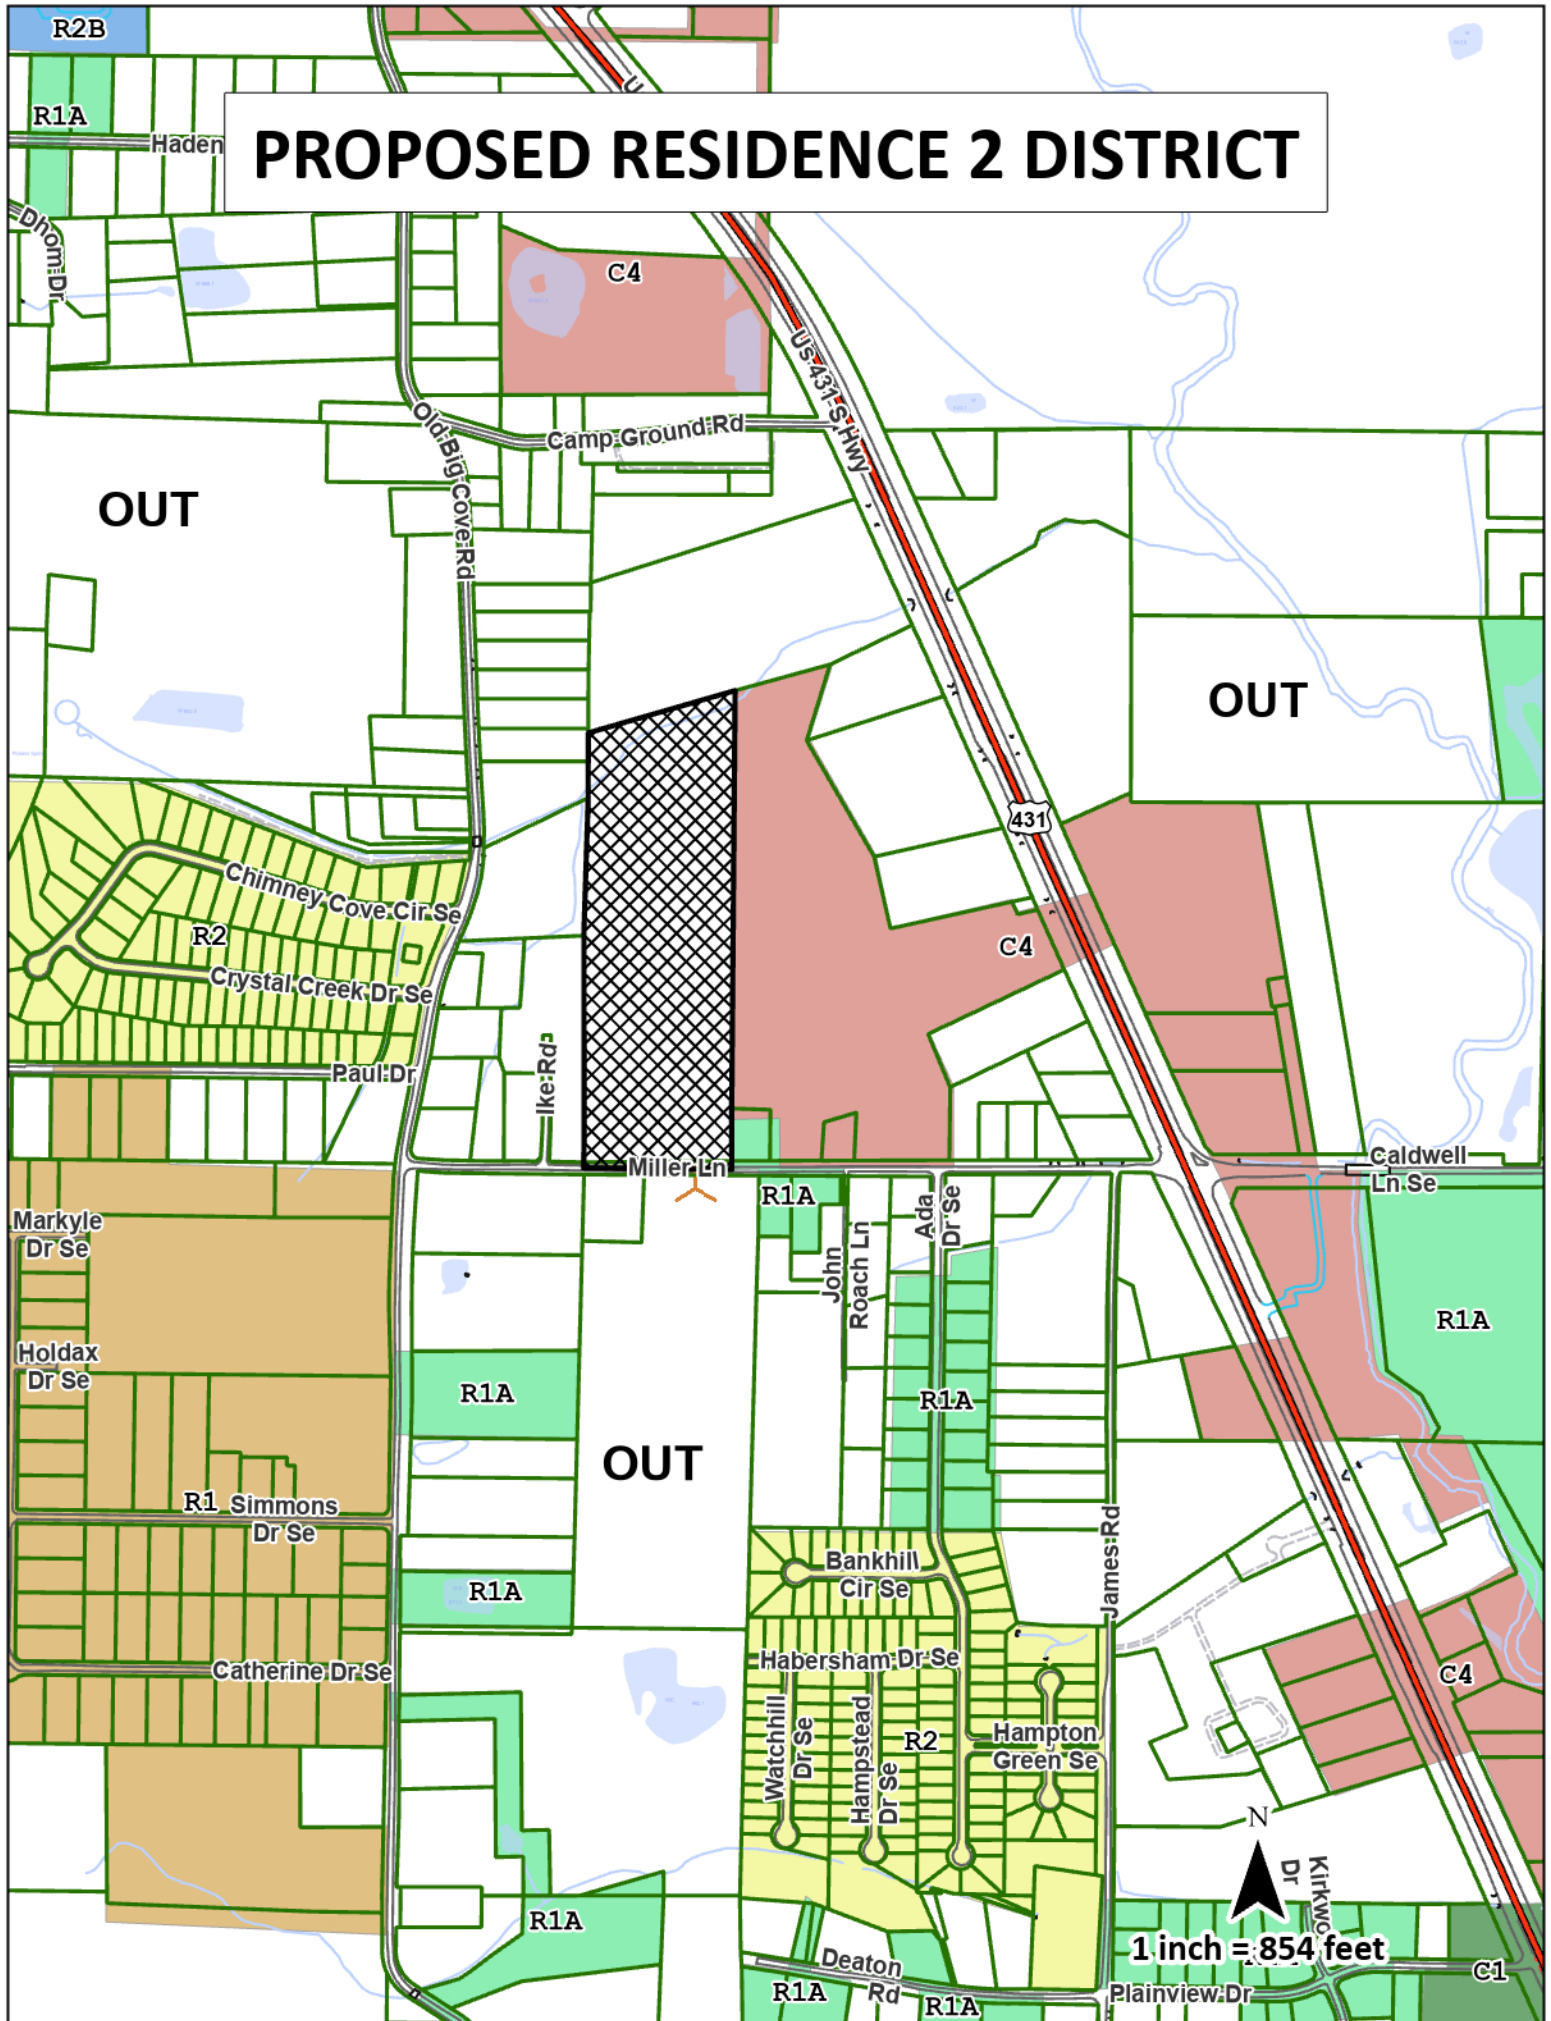 R2B
R1A
Haden
PROPOSED RESIDENCE 2 DISTRICT
U
Dhom Dr
C4
Us 431 S Hwy
Old Big Cove Rd
Camp Ground Rd
OUT
OUT
431
Chimney Cove Cir Se
R2
Crystal Creek Dr Se
C4
Paul Dr
Ike Rd
Miller Ln
Caldwell
Ln Se
R1A
Ada
Dr Se
Markyle
Dr Se
John
Roach Ln
R1A
Holdax
Dr Se
R1A
R1A
OUT
R1
Simmons
Dr Se
James Rd
Bankhill
Cir Se
R1A
Habersham Dr Se
Catherine Dr Se
C4
Watchhill
Dr Se
Hampstead
Dr Se
R2
Hampton
Green Se
N
Kirkwo
Dr
R1A
1 inch = 854 feet
Deaton
Rd
C1
R1A
R1A
Plainview Dr